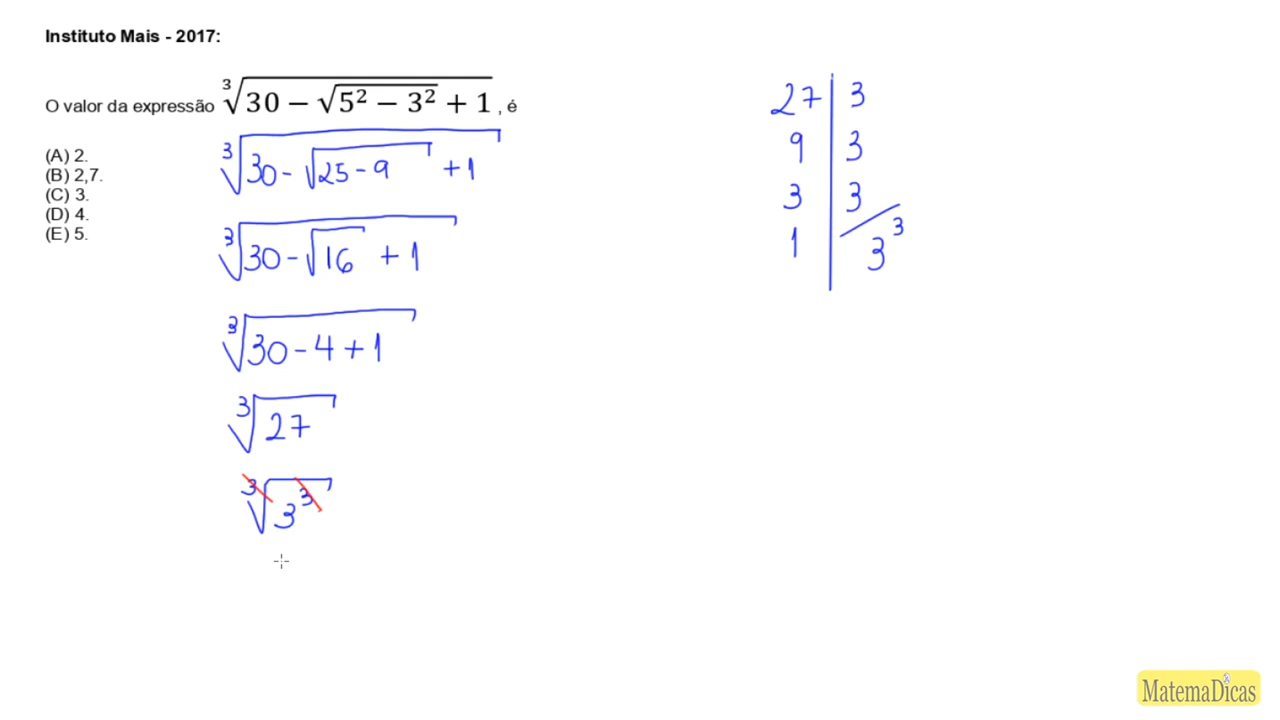 Instituto Mais - 2017:
O valor da expressão ∛(30 − √(5² − 3²) + 1) , é
(A) 2.
(B) 2,7.
(C) 3.
(D) 4.
(E) 5.
∛(30 - √(25 - 9) + 1)
∛(30 - √16 + 1)
∛(30 - 4 + 1)
∛27
∛(3³)
27 | 3
9 | 3
3 | 3
1 | 3³
MatemaDicas